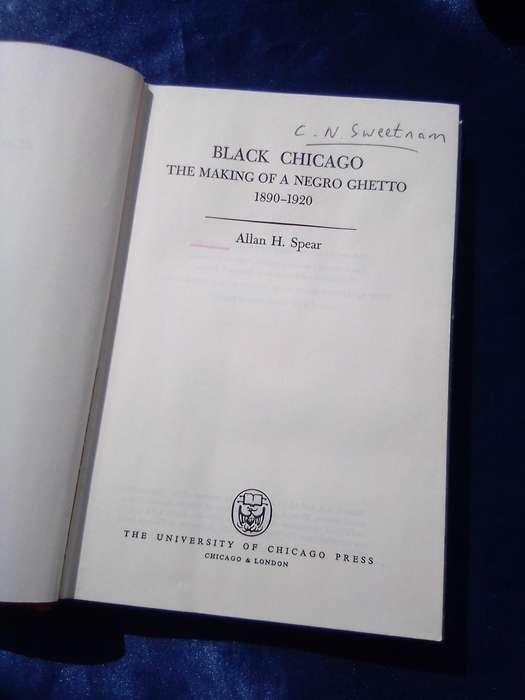 C. N. Sweetnam
BLACK CHICAGO
THE MAKING OF A NEGRO GHETTO
1890–1920
Allan H. Spear
THE UNIVERSITY OF CHICAGO PRESS
CHICAGO & LONDON